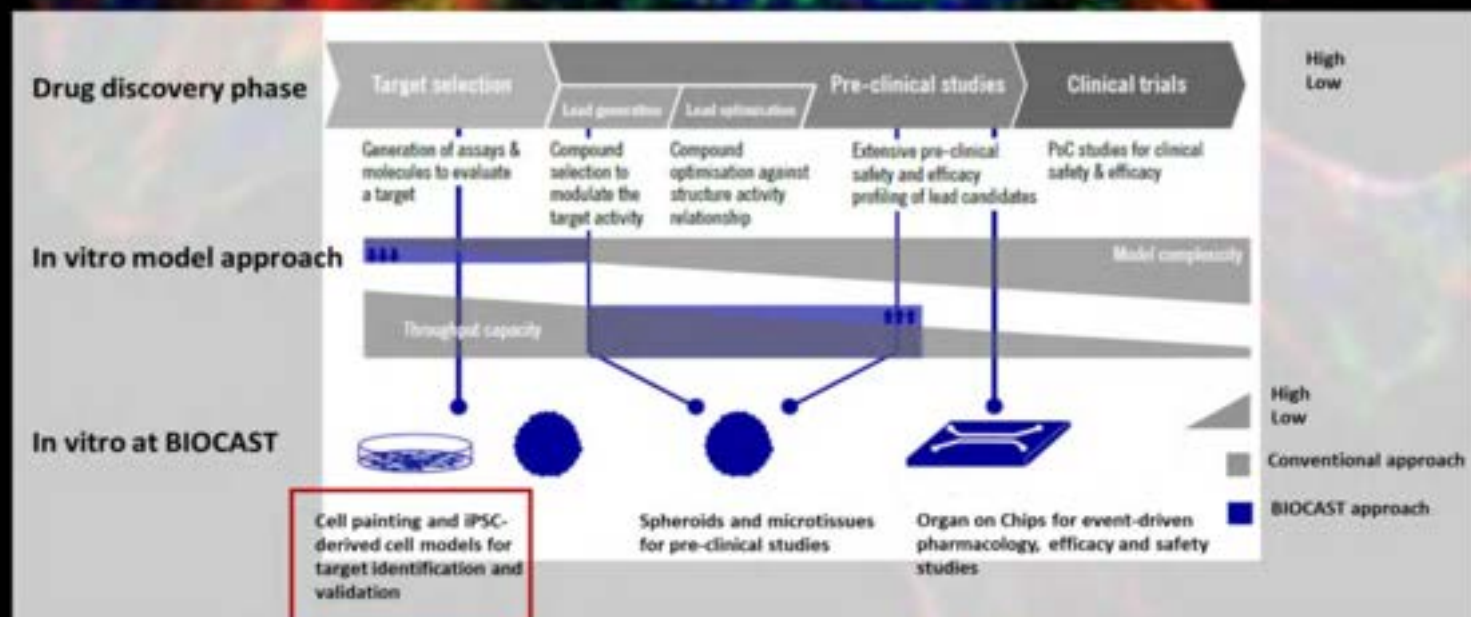 Drug discovery phase
Target selection
Lead generation
Lead optimisation
Pre-clinical studies
Clinical trials
High
Low
Generation of assays &
molecules to evaluate
a target
Compound
selection to
modulate the
target activity
Compound
optimisation against
structure activity
relationship
Extensive pre-clinical
safety and efficacy
profiling of lead candidates
PoC studies for clinical
safety & efficacy
In vitro model approach
Model complexity
Throughput capacity
In vitro at BIOCAST
High
Low
Conventional approach
BIOCAST approach
Cell painting and iPSC-
derived cell models for
target identification and
validation
Spheroids and microtissues
for pre-clinical studies
Organ on Chips for event-driven
pharmacology, efficacy and safety
studies